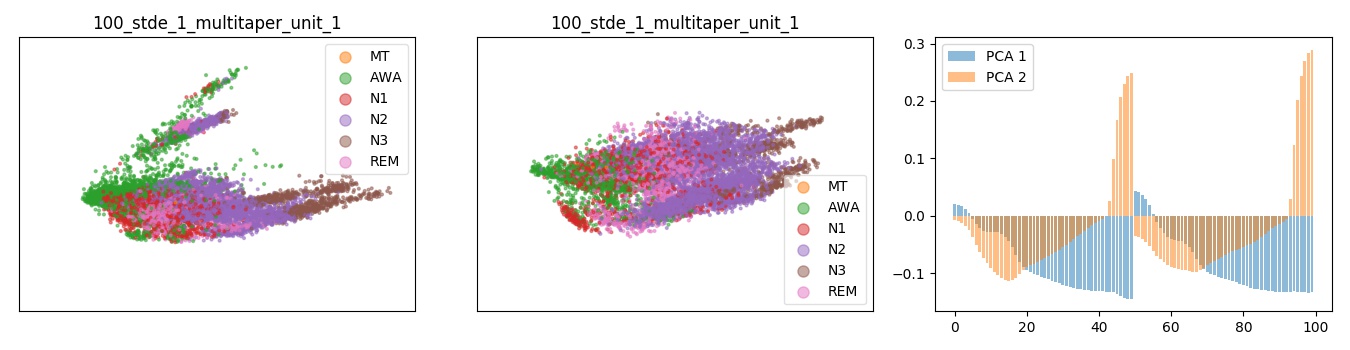 100_stde_1_multitaper_unit_1
MT
AWA
N1
N2
N3
REM
100_stde_1_multitaper_unit_1
MT
AWA
N1
N2
N3
REM
PCA 1
PCA 2
0.3
0.2
0.1
0.0
−0.1
0
20
40
60
80
100